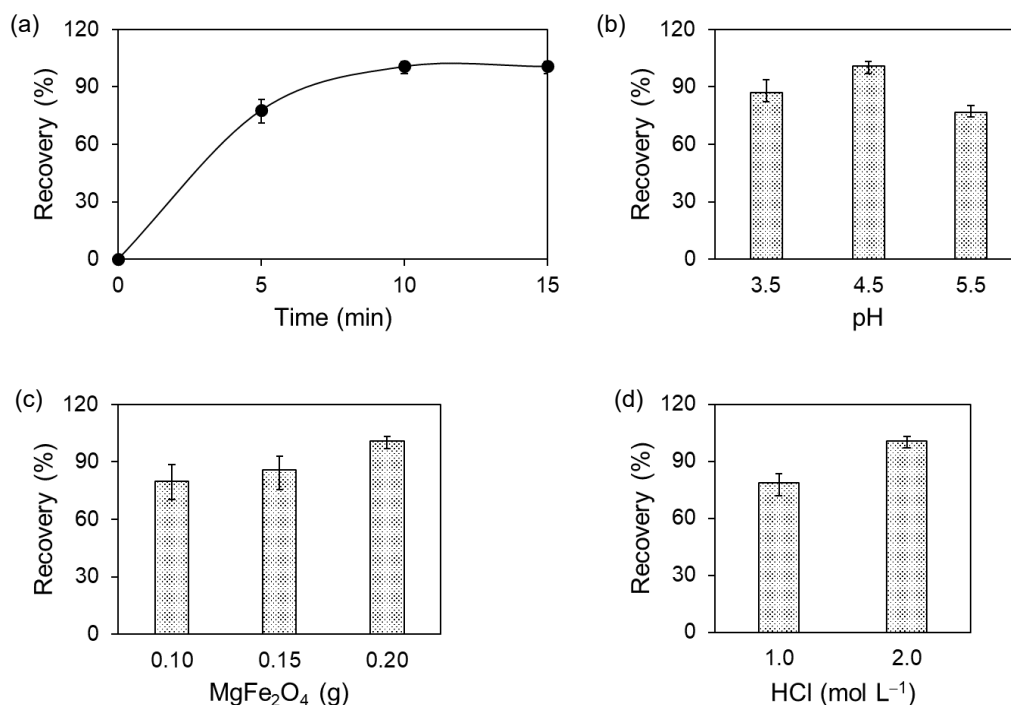 (a)
120
90
60
30
0
Recovery (%)
0 5 10 15
Time (min)
(b)
120
90
60
30
0
Recovery (%)
3.5 4.5 5.5
pH
(c)
120
90
60
30
0
Recovery (%)
0.10 0.15 0.20
MgFe₂O₄ (g)
(d)
120
90
60
30
0
Recovery (%)
1.0 2.0
HCl (mol L⁻¹)